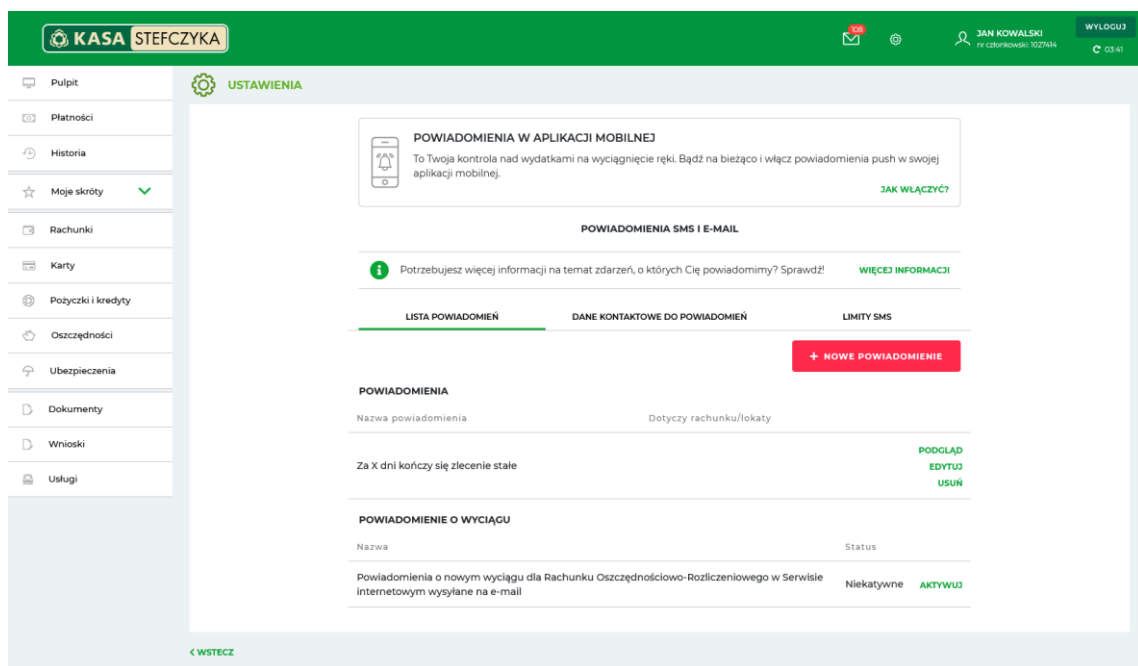 KASA STEFCZYKA
108
JAN KOWALSKI
nr członkowski: 1027414
WYLOGUJ
03:41
Pulpit
Płatności
Historia
Moje skróty
Rachunki
Karty
Pożyczki i kredyty
Oszczędności
Ubezpieczenia
Dokumenty
Wnioski
Usługi
USTAWIENIA
POWIADOMIENIA W APLIKACJI MOBILNEJ
To Twoja kontrola nad wydatkami na wyciągnięcie ręki. Bądź na bieżąco i włącz powiadomienia push w swojej
aplikacji mobilnej.
JAK WŁĄCZYĆ?
POWIADOMIENIA SMS I E-MAIL
Potrzebujesz więcej informacji na temat zdarzeń, o których Cię powiadomimy? Sprawdź!
WIĘCEJ INFORMACJI
LISTA POWIADOMIEŃ
DANE KONTAKTOWE DO POWIADOMIEŃ
LIMITY SMS
+ NOWE POWIADOMIENIE
POWIADOMIENIA
Nazwa powiadomienia
Dotyczy rachunku/lokaty
Za X dni kończy się zlecenie stałe
PODGLĄD
EDYTUJ
USUŃ
POWIADOMIENIE O WYCIĄGU
Nazwa
Status
Powiadomienia o nowym wyciągu dla Rachunku Oszczędnościowo-Rozliczeniowego w Serwisie
internetowym wysyłane na e-mail
Niekatywne
AKTYWUJ
< WSTECZ